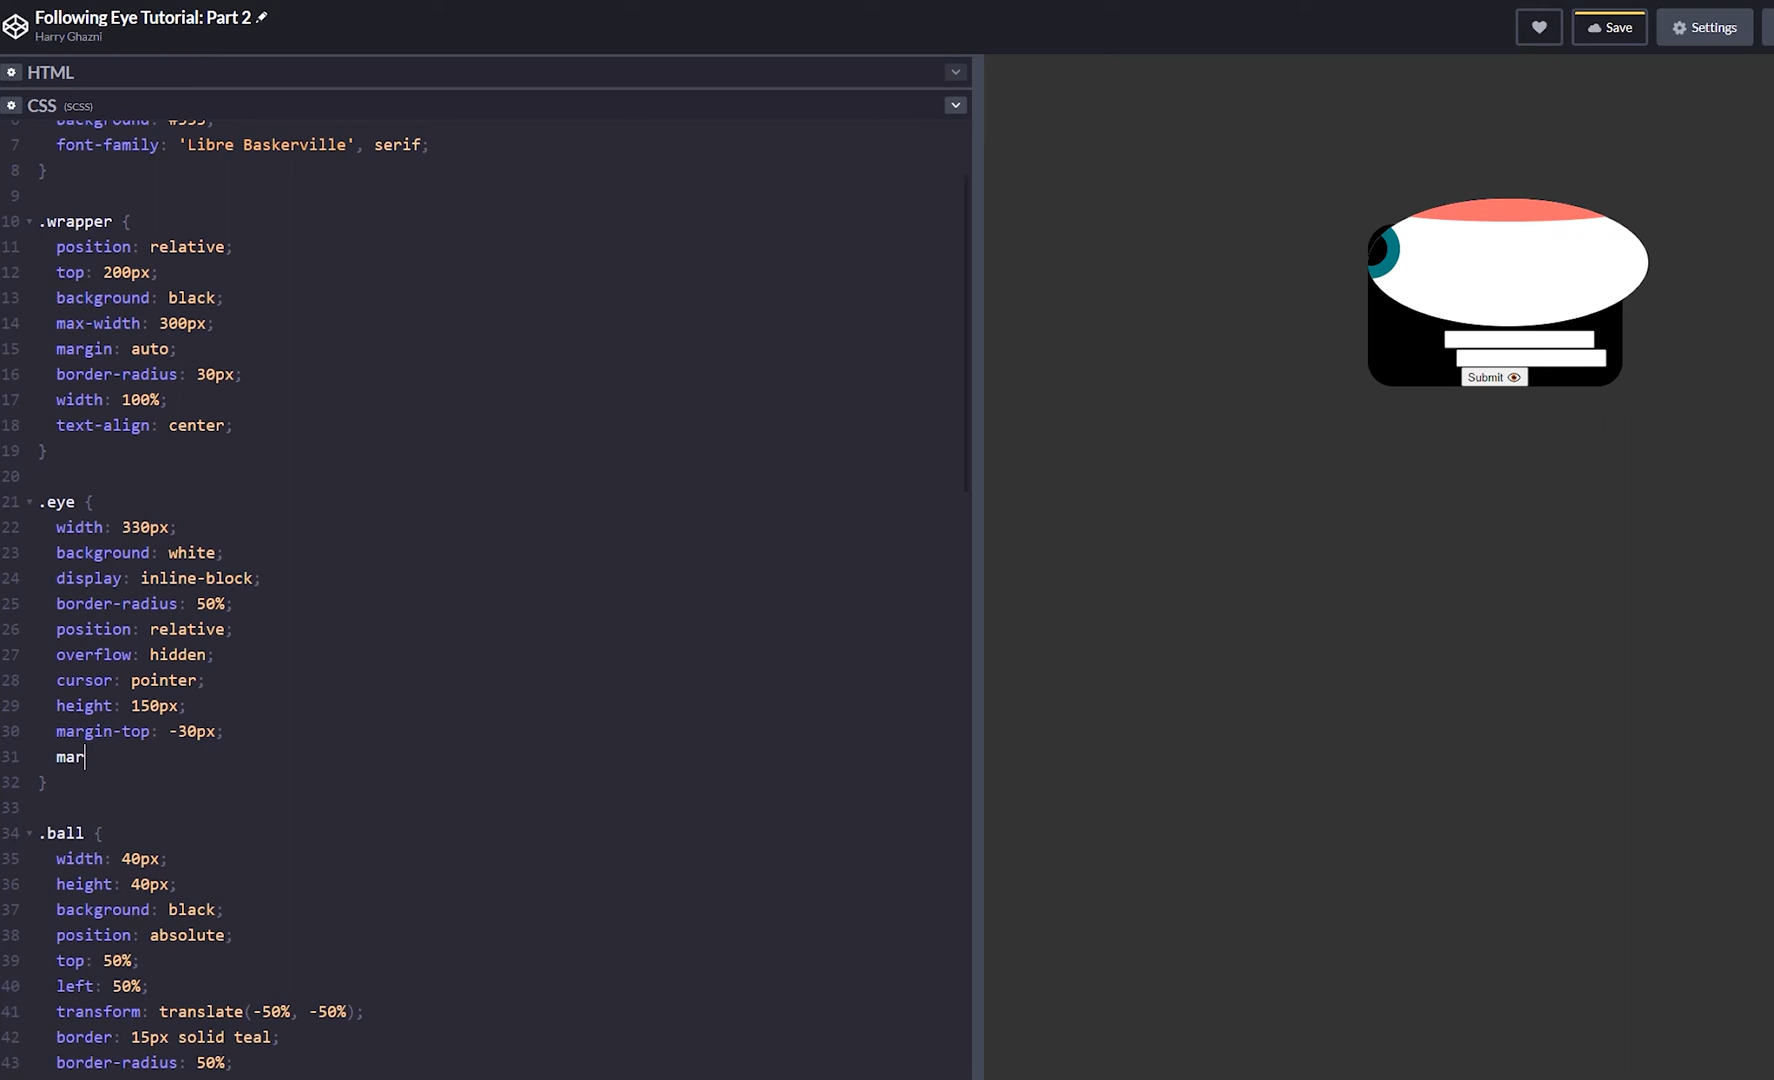 Following Eye Tutorial: Part 2
Harry Ghazni
Save
Settings
HTML
CSS (SCSS)
6 background: #333;
7 font-family: 'Libre Baskerville', serif;
8 }
9
10 .wrapper {
11 position: relative;
12 top: 200px;
13 background: black;
14 max-width: 300px;
15 margin: auto;
16 border-radius: 30px;
17 width: 100%;
18 text-align: center;
19 }
20
21 .eye {
22 width: 330px;
23 background: white;
24 display: inline-block;
25 border-radius: 50%;
26 position: relative;
27 overflow: hidden;
28 cursor: pointer;
29 height: 150px;
30 margin-top: -30px;
31 mar
32 }
33
34 .ball {
35 width: 40px;
36 height: 40px;
37 background: black;
38 position: absolute;
39 top: 50%;
40 left: 50%;
41 transform: translate(-50%, -50%);
42 border: 15px solid teal;
43 border-radius: 50%;
Submit